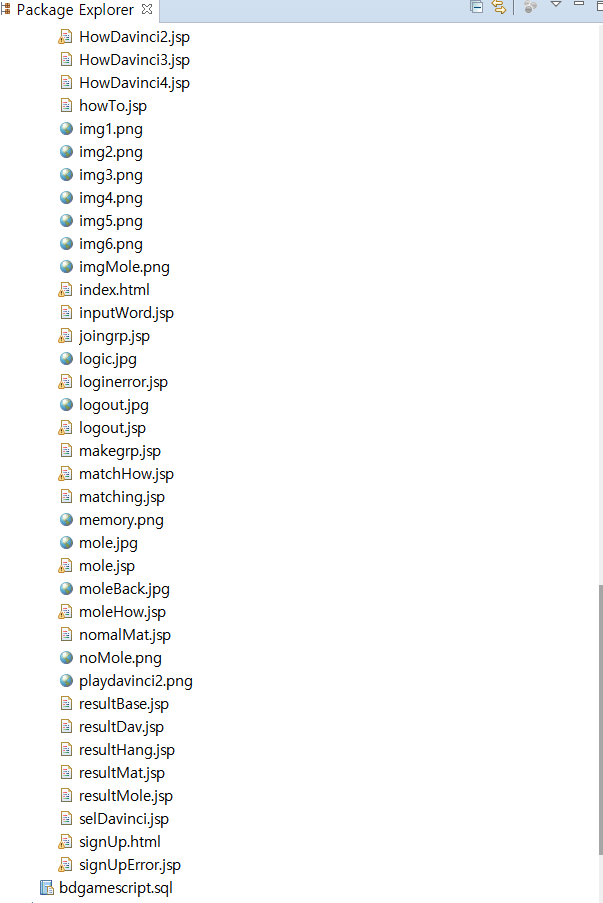 Package Explorer
HowDavinci2.jsp
HowDavinci3.jsp
HowDavinci4.jsp
howTo.jsp
img1.png
img2.png
img3.png
img4.png
img5.png
img6.png
imgMole.png
index.html
inputWord.jsp
joingrp.jsp
logic.jpg
loginerror.jsp
logout.jpg
logout.jsp
makegrp.jsp
matchHow.jsp
matching.jsp
memory.png
mole.jpg
mole.jsp
moleBack.jpg
moleHow.jsp
nomalMat.jsp
noMole.png
playdavinci2.png
resultBase.jsp
resultDav.jsp
resultHang.jsp
resultMat.jsp
resultMole.jsp
selDavinci.jsp
signUp.html
signUpError.jsp
bdgamescript.sql